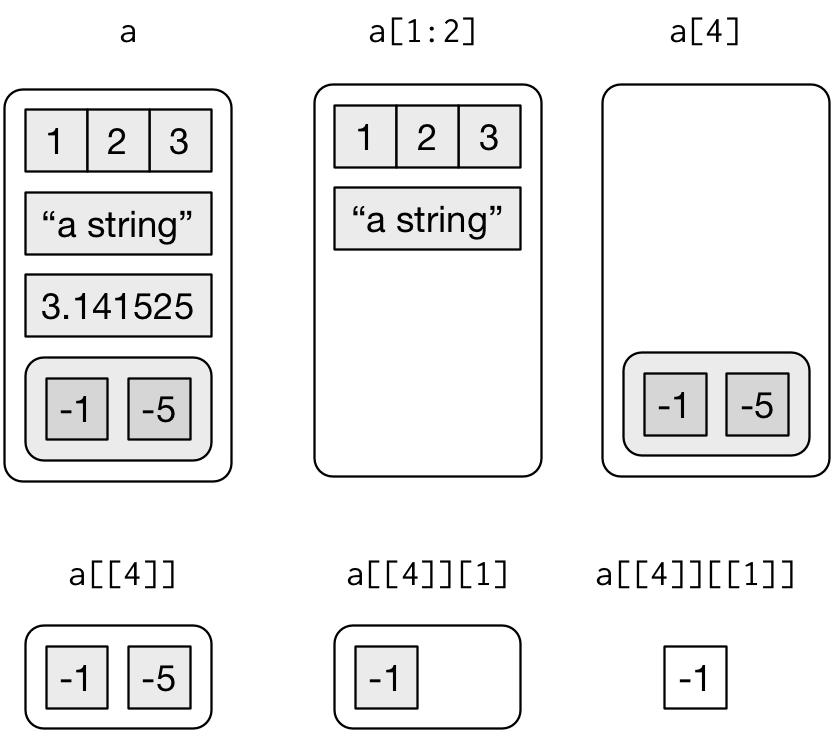 a
a[1:2]
a[4]
1 2 3
“a string”
3.141525
-1 -5
1 2 3
“a string”
-1 -5
a[[4]]
a[[4]][1]
a[[4]][[1]]
-1 -5
-1
-1